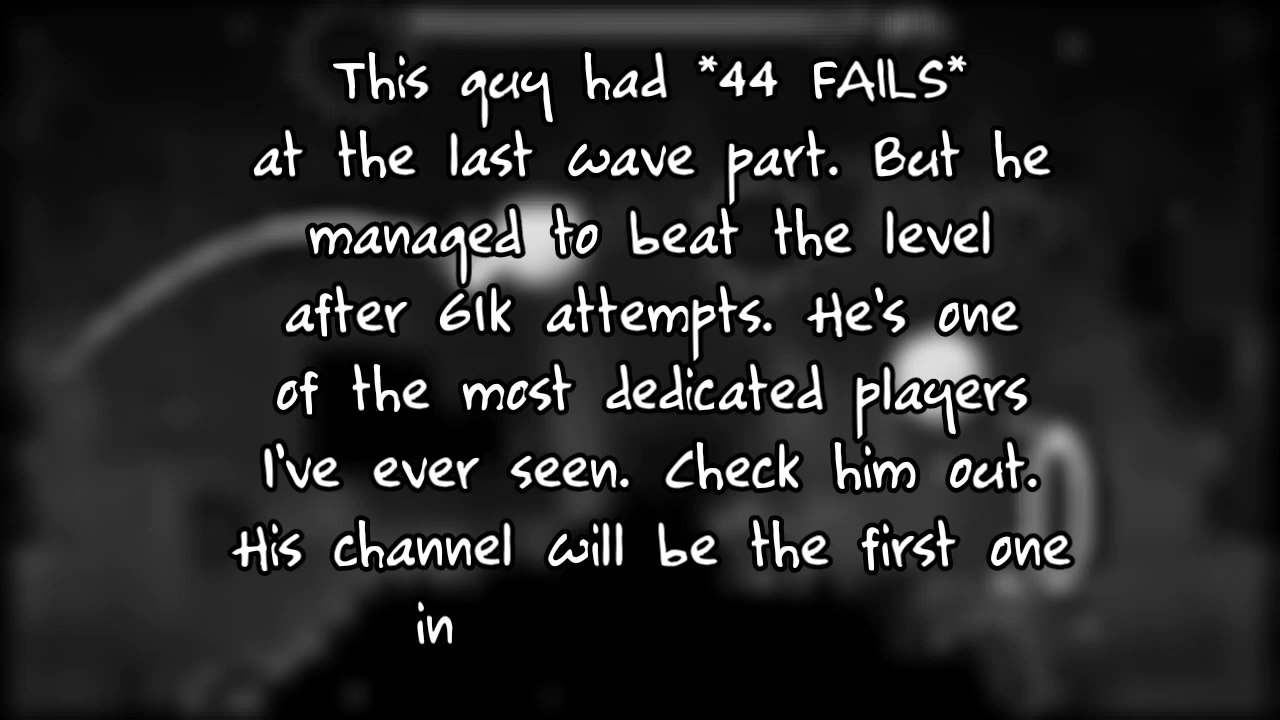 This guy had *44 FAILS*
at the last wave part. But he
managed to beat the level
after 61k attempts. He's one
of the most dedicated players
I've ever seen. Check him out.
His channel will be the first one
in